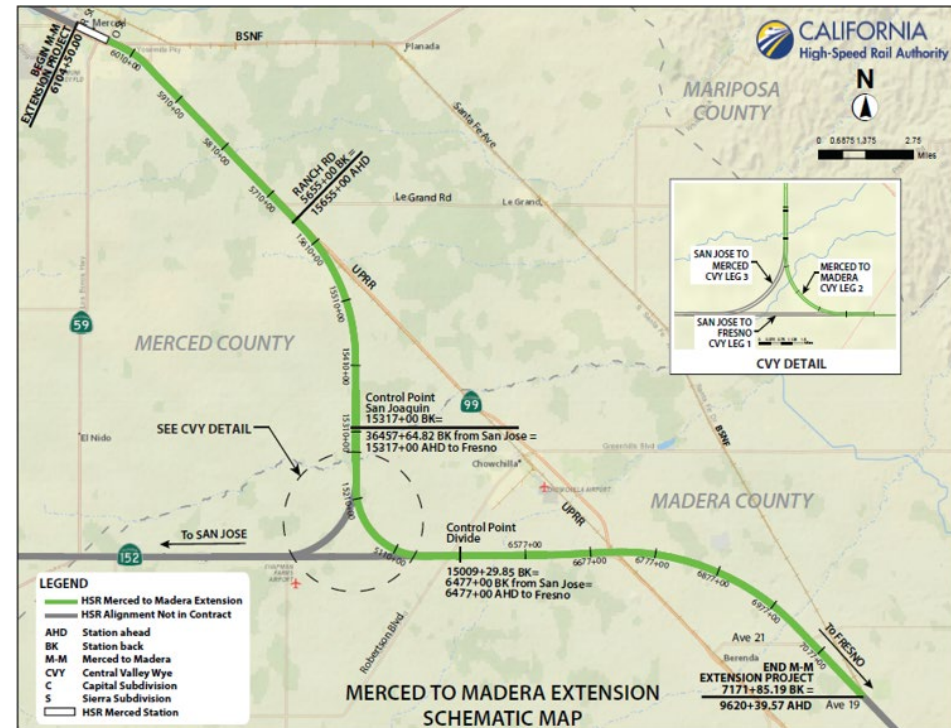 CALIFORNIA
High-Speed Rail Authority
N
0 0.6875 1.375 2.75
Miles
BEGIN M-M
EXTENSION PROJECT
6104+50.00
R St
Merced
Yosemite Pky
BSNF
Planada
MARIPOSA
COUNTY
6010+00
5910+00
5810+00
5710+00
Santa Fe Ave
RANCH RD
5655+00 BK =
15655+00 AHD
Le Grand Rd
Le Grand
15610+00
UPRR
15510+00
59
MERCED COUNTY
15410+00
99
SAN JOSE TO
MERCED
CVY LEG 3
MERCED TO
MADERA
CVY LEG 2
SAN JOSE TO
FRESNO
CVY LEG 1
CVY DETAIL
Control Point
San Joaquin
15317+00 BK=
36457+64.82 BK from San Jose =
15317+00 AHD to Fresno
15310+00
El Nido
SEE CVY DETAIL
BSNF
Chowchilla
CHOWCHILLA AIRPORT
MADERA COUNTY
15210+00
UPRR
To SAN JOSE
152
Control Point
Divide
6577+00
6677+00
6777+00
6877+00
6977+00
7077+00
15009+29.85 BK=
6477+00 BK from San Jose=
6477+00 AHD to Fresno
Robertson Blvd
To FRESNO
Ave 21
Berenda
END M-M
EXTENSION PROJECT
7171+85.19 BK =
9620+39.57 AHD
Ave 19
LEGEND
HSR Merced to Madera Extension
HSR Alignment Not in Contract
AHD Station ahead
BK Station back
M-M Merced to Madera
CVY Central Valley Wye
C Capital Subdivision
S Sierra Subdivision
HSR Merced Station
MERCED TO MADERA EXTENSION
SCHEMATIC MAP